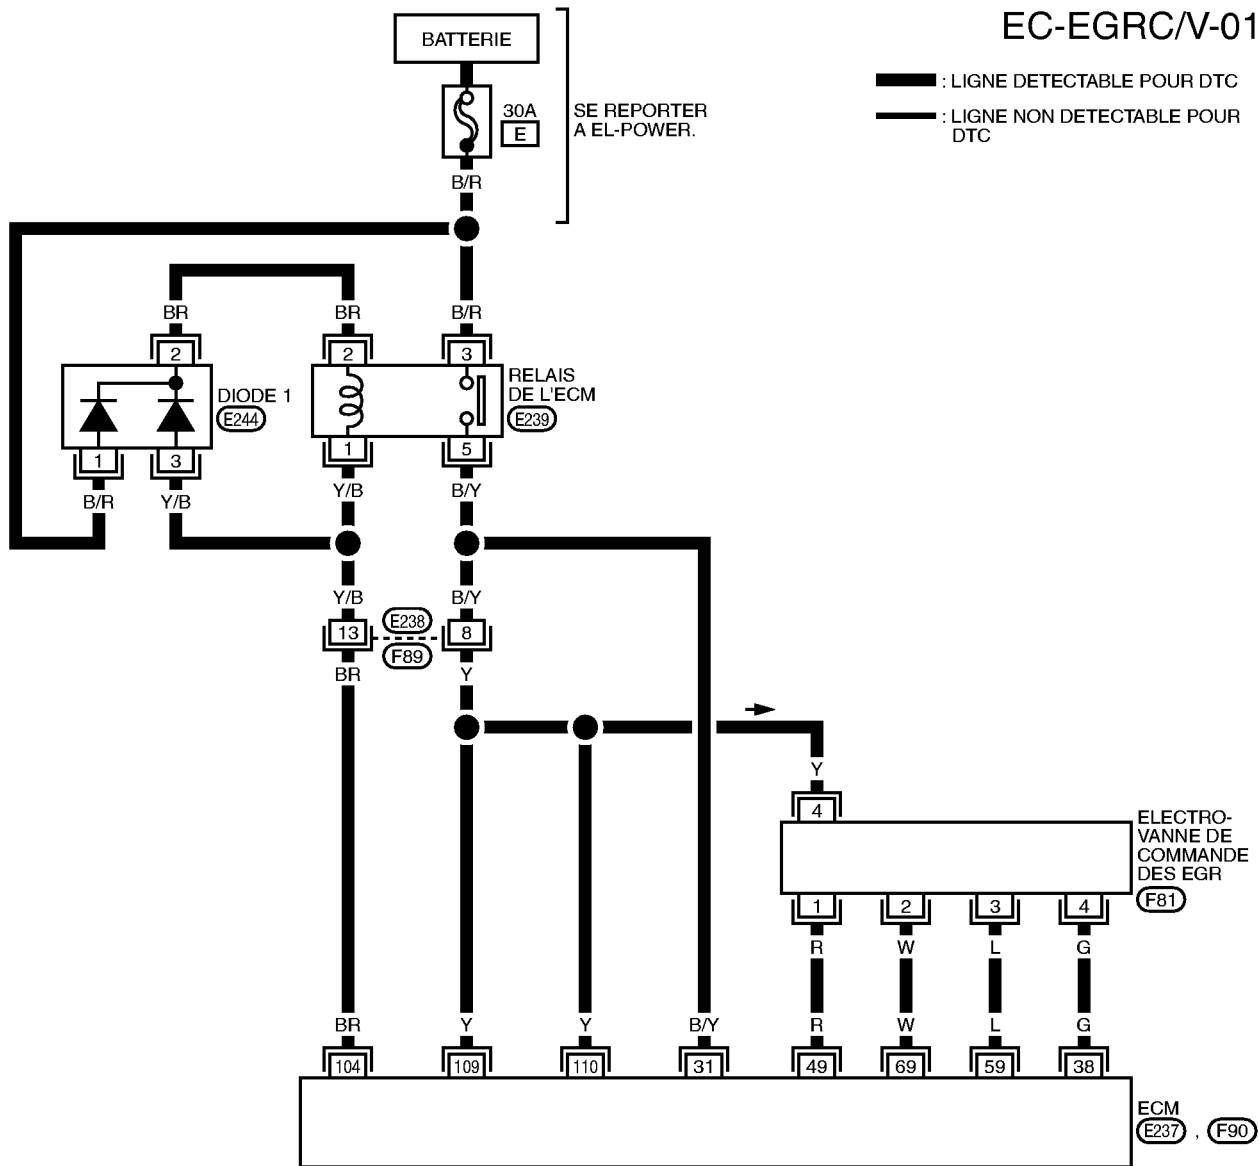 EC-EGRC/V-01
BATTERIE
: LIGNE DETECTABLE POUR DTC
: LIGNE NON DETECTABLE POUR
DTC
30A
E
SE REPORTER
A EL-POWER.
B/R
BR
BR
B/R
2
2
3
DIODE 1
E244
RELAIS
DE L'ECM
E239
1
3
1
5
B/R
Y/B
Y/B
B/Y
Y/B
B/Y
13
E238
F89
8
BR
Y
Y
4
ELECTRO-
VANNE DE
COMMANDE
DES EGR
F81
1
2
3
4
R
W
L
G
BR
Y
Y
B/Y
R
W
L
G
104
109
110
31
49
69
59
38
ECM
E237 , F90